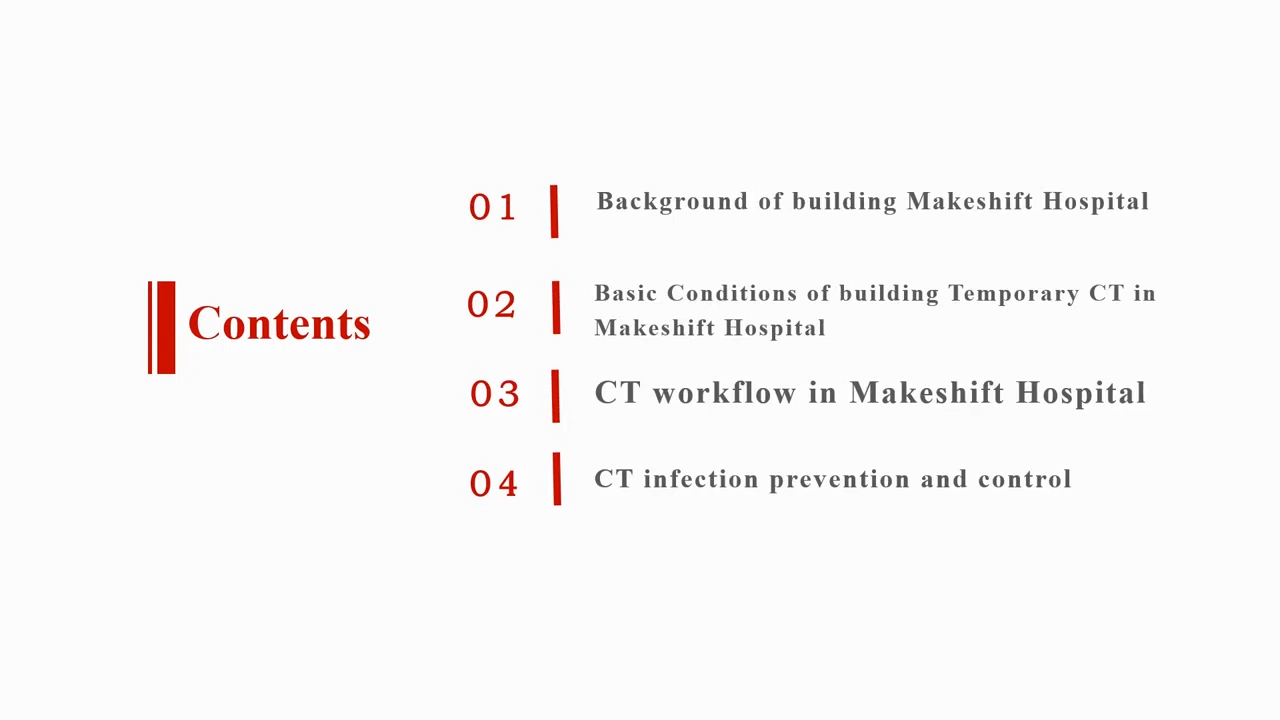 Contents
01 Background of building Makeshift Hospital
02 Basic Conditions of building Temporary CT in
Makeshift Hospital
03 CT workflow in Makeshift Hospital
04 CT infection prevention and control